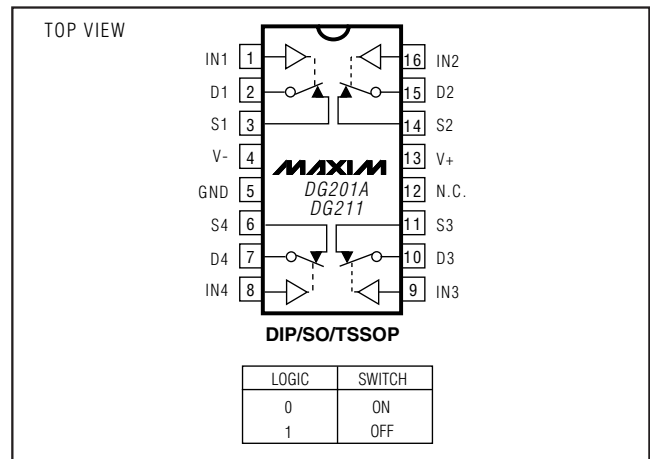 TOP VIEW
IN1 1 16 IN2
D1 2 15 D2
S1 3 14 S2
V- 4 13 V+
MAXIM
GND 5 DG201A 12 N.C.
DG211
S4 6 11 S3
D4 7 10 D3
IN4 8 9 IN3
DIP/SO/TSSOP
LOGIC SWITCH
0 ON
1 OFF